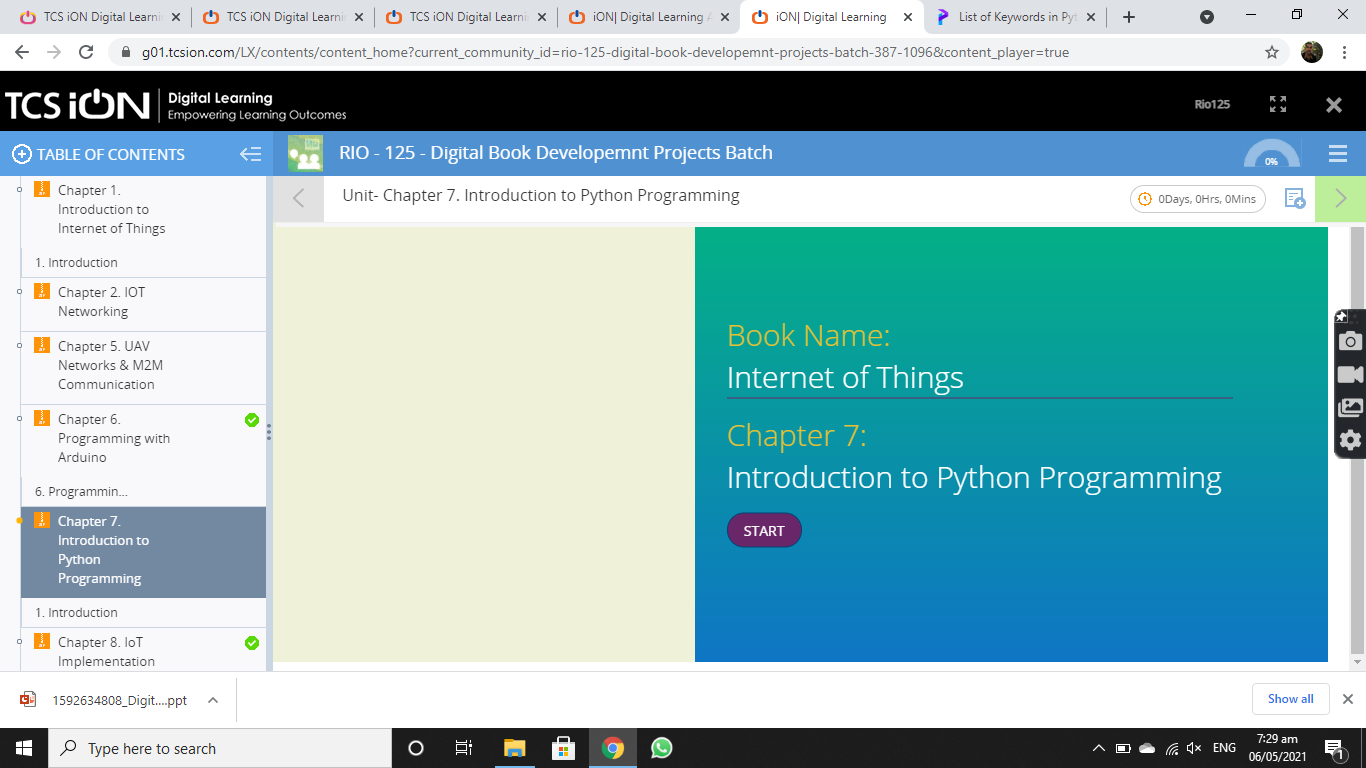 TCS iON Digital Learni
TCS iON Digital Learni
TCS iON Digital Learni
iON| Digital Learning
iON| Digital Learning
List of Keywords in Pyt
g01.tcsion.com/LX/contents/content_home?current_community_id=rio-125-digital-book-developemnt-projects-batch-387-1096&content_player=true
TCS iON
Digital Learning
Empowering Learning Outcomes
Rio125
TABLE OF CONTENTS
RIO - 125 - Digital Book Developemnt Projects Batch
0%
Unit- Chapter 7. Introduction to Python Programming
0Days, 0Hrs, 0Mins
Chapter 1.
Introduction to
Internet of Things
1. Introduction
Chapter 2. IOT
Networking
Chapter 5. UAV
Networks & M2M
Communication
Chapter 6.
Programming with
Arduino
6. Programmin...
Chapter 7.
Introduction to
Python
Programming
1. Introduction
Chapter 8. IoT
Implementation
Book Name:
Internet of Things
Chapter 7:
Introduction to Python Programming
START
1592634808_Digit....ppt
Show all
Type here to search
ENG
7:29 am
06/05/2021
1